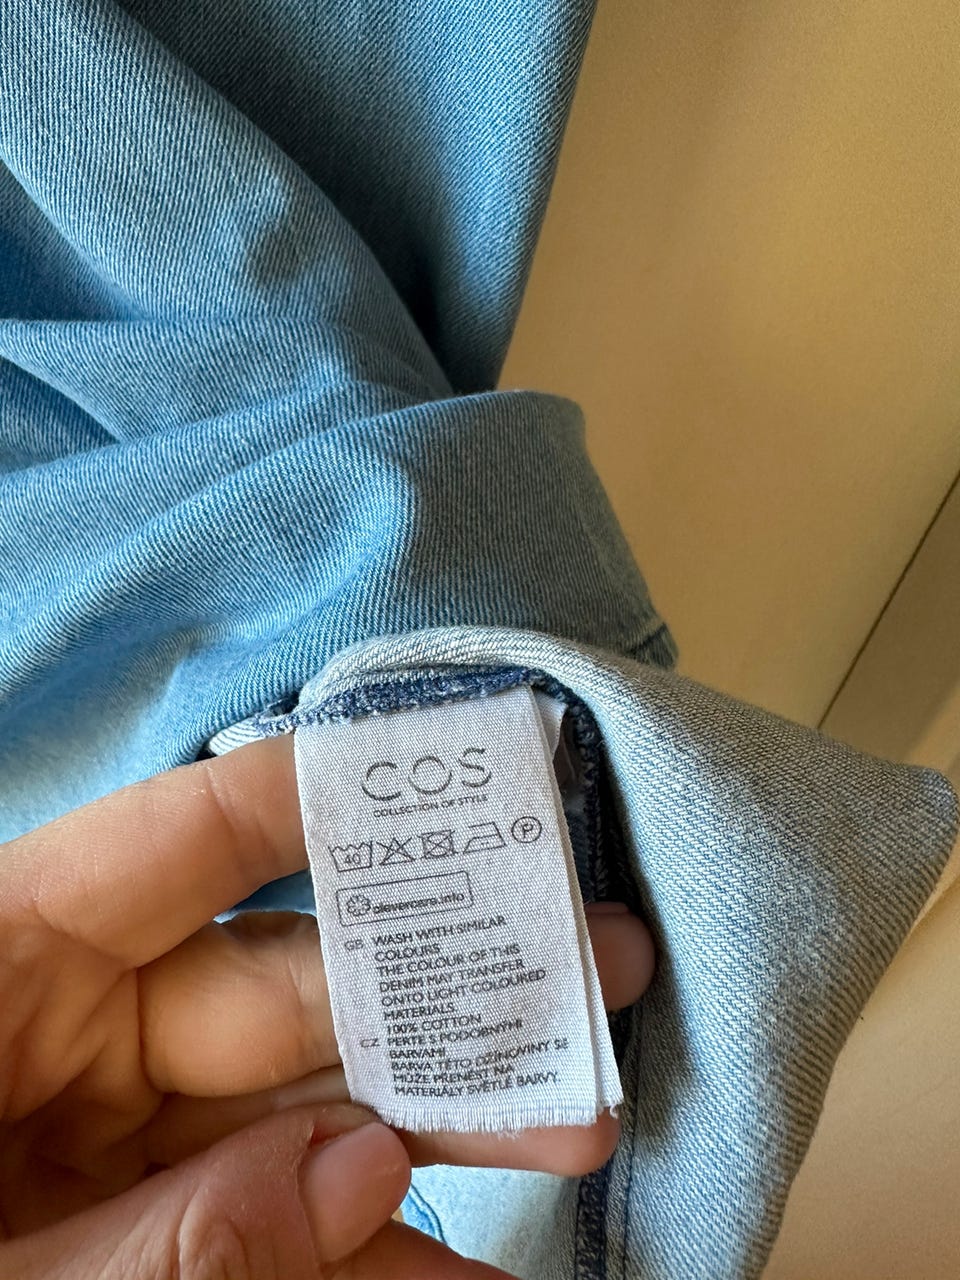 COS
COLLECTION OF STYLE
40 P
clevercare.info
GB WASH WITH SIMILAR
COLOURS
THE COLOUR OF THIS
DENIM MAY TRANSFER
ONTO LIGHT COLOURED
MATERIALS
100% COTTON
CZ PERTE S PODOBNÝMI
BARVAMI
BARVA TÉTO DŽÍNOVINY SE
MŮŽE PŘENÉST NA
MATERIÁLY SVĚTLÉ BARVY.